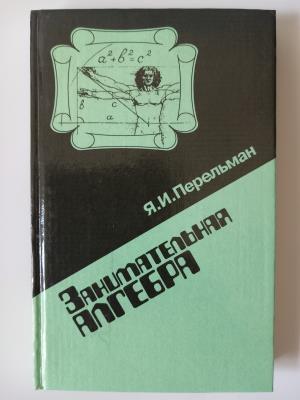 a²+b²=c²
b
c
a
Я.И.Перельман
Занимательная
АЛГЕБРА